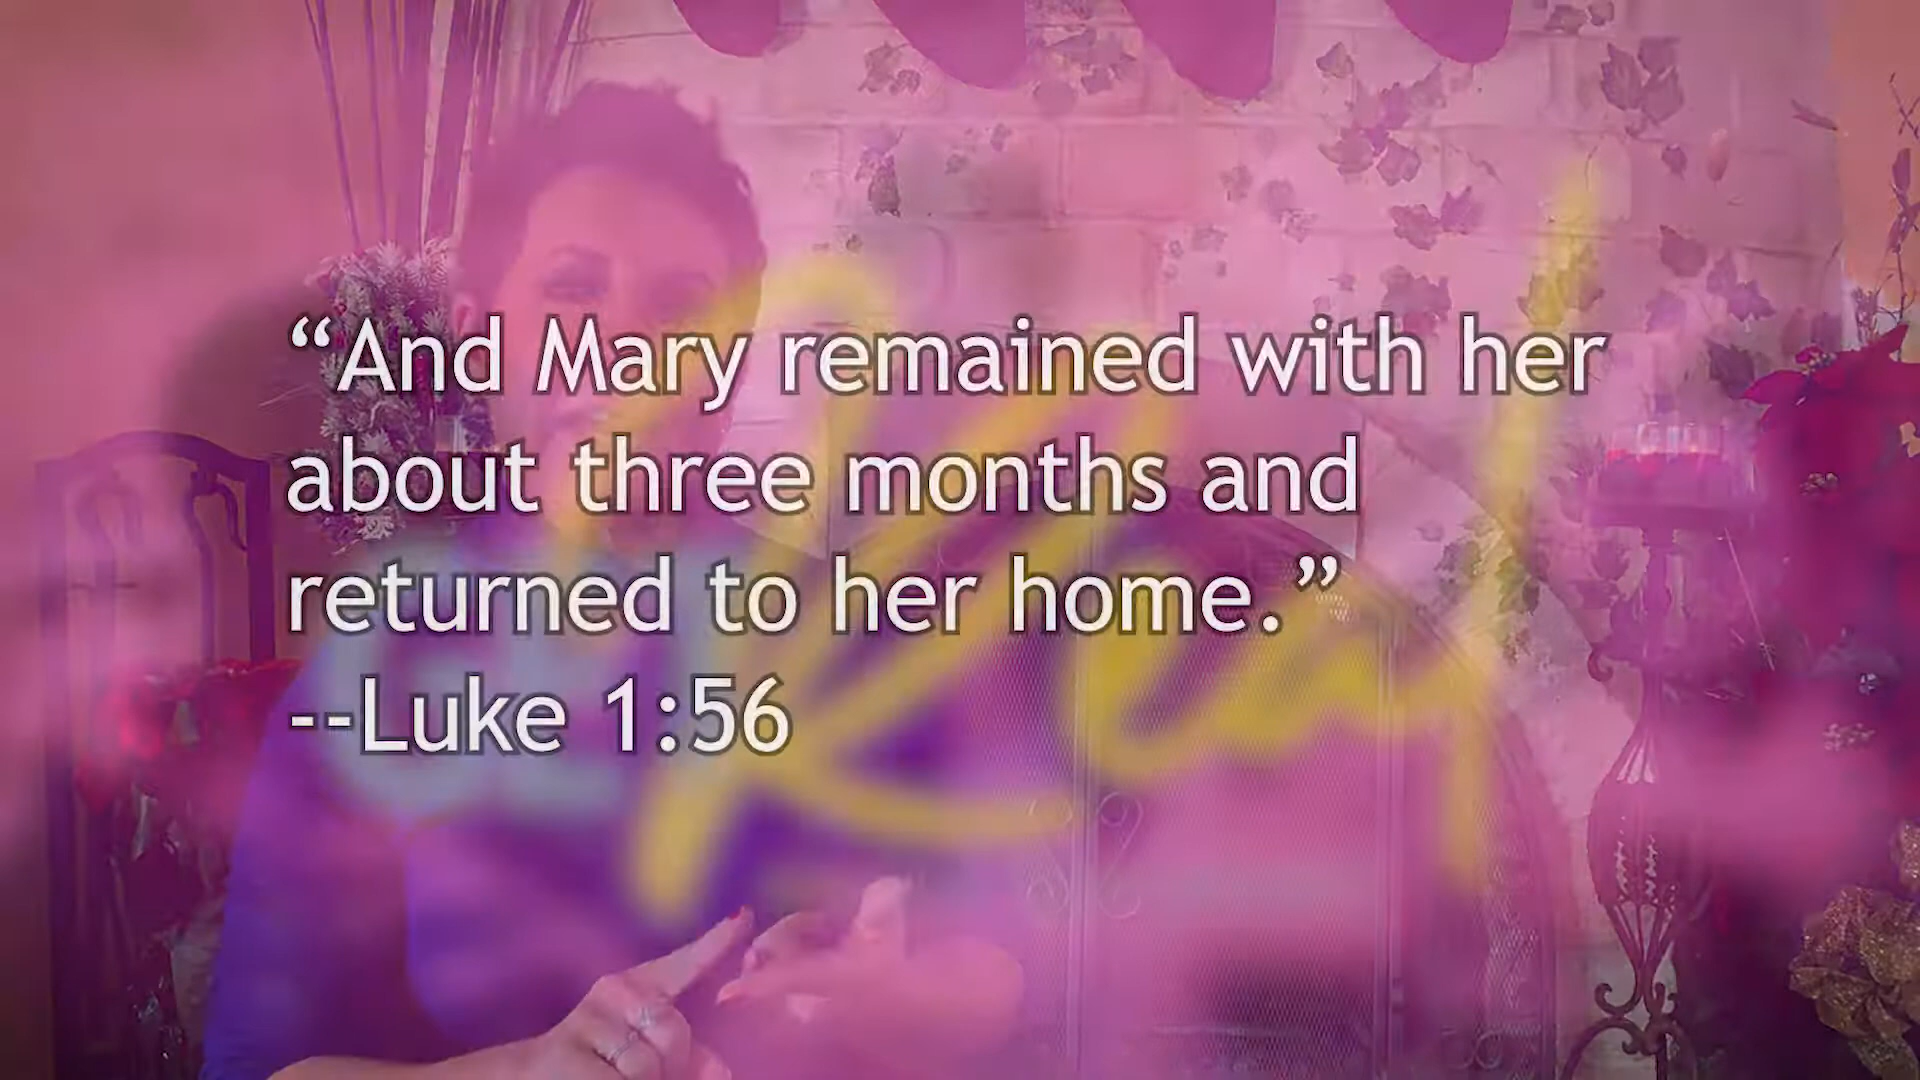 “And Mary remained with her
about three months and
returned to her home.”
--Luke 1:56